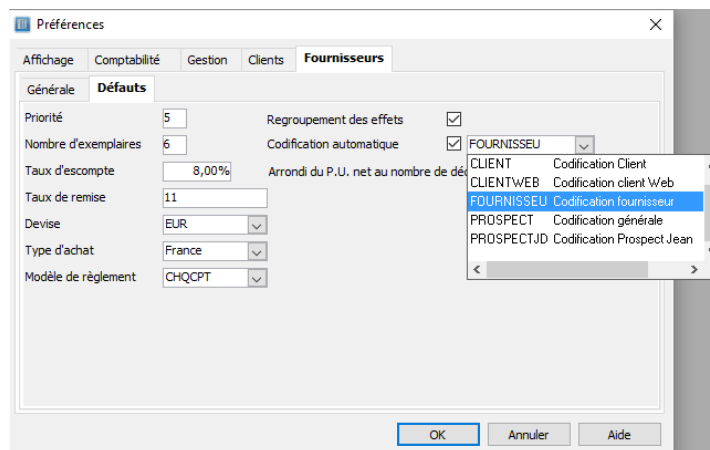 Préférences
Affichage Comptabilité Gestion Clients Fournisseurs
Générale Défauts
Priorité 5 Regroupement des effets
Nombre d'exemplaires 6 Codification automatique FOURNISSEU
Taux d'escompte 8,00% Arrondi du P.U. net au nombre de
CLIENT Codification Client
CLIENTWEB Codification client Web
Taux de remise 11
FOURNISSEU Codification fournisseur
Devise EUR
PROSPECT Codification générale
Type d'achat France
PROSPECTJD Codification Prospect Jean
Modèle de règlement CHQCPT
OK Annuler Aide